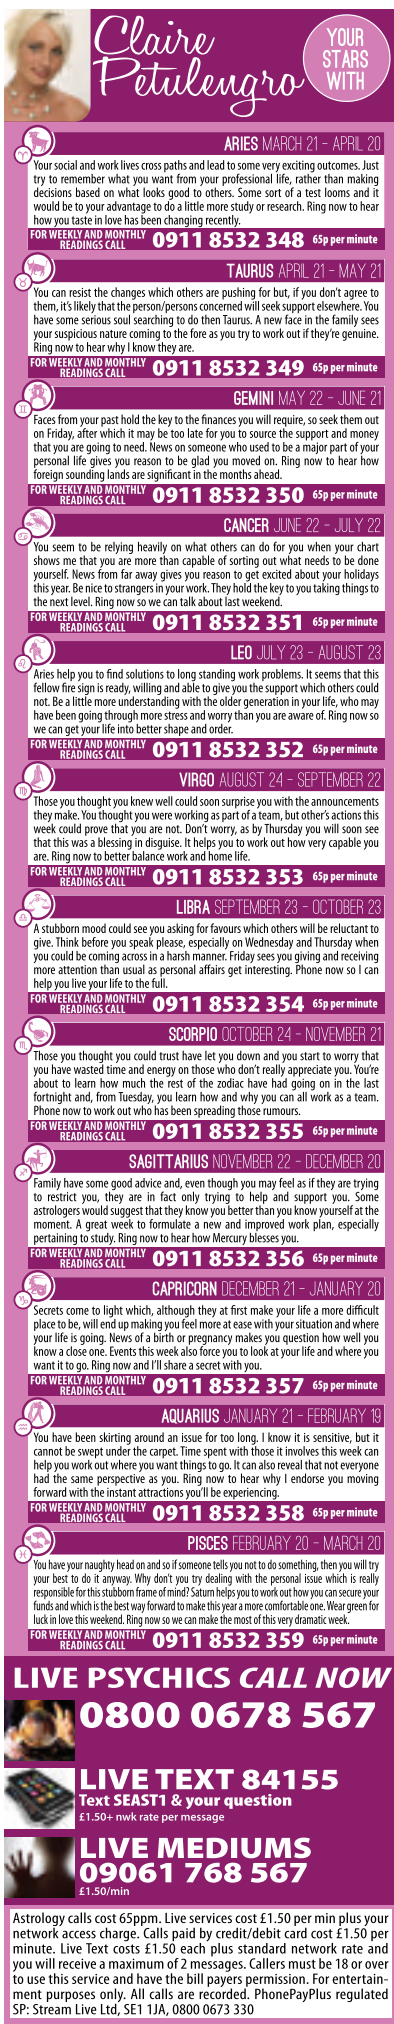 Claire
Petulengro
YOUR
STARS
WITH
ARIES MARCH 21 - APRIL 20
Your social and work lives cross paths and lead to some very exciting outcomes. Just
try to remember what you want from your professional life, rather than making
decisions based on what looks good to others. Some sort of a test looms and it
would be to your advantage to do a little more study or research. Ring now to hear
how you taste in love has been changing recently.
FOR WEEKLY AND MONTHLY
READINGS CALL 0911 8532 348 65p per minute
TAURUS APRIL 21 - MAY 21
You can resist the changes which others are pushing for but, if you don't agree to
them, it's likely that the person/persons concerned will seek support elsewhere. You
have some serious soul searching to do then Taurus. A new face in the family sees
your suspicious nature coming to the fore as you try to work out if they're genuine.
Ring now to hear why I know they are.
FOR WEEKLY AND MONTHLY
READINGS CALL 0911 8532 349 65p per minute
GEMINI MAY 22 - JUNE 21
Faces from your past hold the key to the finances you will require, so seek them out
on Friday, after which it may be too late for you to source the support and money
that you are going to need. News on someone who used to be a major part of your
personal life gives you reason to be glad you moved on. Ring now to hear how
foreign sounding lands are significant in the months ahead.
FOR WEEKLY AND MONTHLY
READINGS CALL 0911 8532 350 65p per minute
CANCER JUNE 22 - JULY 22
You seem to be relying heavily on what others can do for you when your chart
shows me that you are more than capable of sorting out what needs to be done
yourself. News from far away gives you reason to get excited about your holidays
this year. Be nice to strangers in your work. They hold the key to you taking things to
the next level. Ring now so we can talk about last weekend.
FOR WEEKLY AND MONTHLY
READINGS CALL 0911 8532 351 65p per minute
LEO JULY 23 - AUGUST 23
Aries help you to find solutions to long standing work problems. It seems that this
fellow fire sign is ready, willing and able to give you the support which others could
not. Be a little more understanding with the older generation in your life, who may
have been going through more stress and worry than you are aware of. Ring now so
we can get your life into better shape and order.
FOR WEEKLY AND MONTHLY
READINGS CALL 0911 8532 352 65p per minute
VIRGO AUGUST 24 - SEPTEMBER 22
Those you thought you knew well could soon surprise you with the announcements
they make. You thought you were working as part of a team, but other's actions this
week could prove that you are not. Don't worry, as by Thursday you will soon see
that this was a blessing in disguise. It helps you to work out how very capable you
are. Ring now to better balance work and home life.
FOR WEEKLY AND MONTHLY
READINGS CALL 0911 8532 353 65p per minute
LIBRA SEPTEMBER 23 - OCTOBER 23
A stubborn mood could see you asking for favours which others will be reluctant to
give. Think before you speak please, especially on Wednesday and Thursday when
you could be coming across in a harsh manner. Friday sees you giving and receiving
more attention than usual as personal affairs get interesting. Phone now so I can
help you live your life to the full.
FOR WEEKLY AND MONTHLY
READINGS CALL 0911 8532 354 65p per minute
SCORPIO OCTOBER 24 - NOVEMBER 21
Those you thought you could trust have let you down and you start to worry that
you have wasted time and energy on those who don't really appreciate you. You're
about to learn how much the rest of the zodiac have had going on in the last
fortnight and, from Tuesday, you learn how and why you can all work as a team.
Phone now to work out who has been spreading those rumours.
FOR WEEKLY AND MONTHLY
READINGS CALL 0911 8532 355 65p per minute
SAGITTARIUS NOVEMBER 22 - DECEMBER 20
Family have some good advice and, even though you may feel as if they are trying
to restrict you, they are in fact only trying to help and support you. Some
astrologers would suggest that they know you better than you know yourself at the
moment. A great week to formulate a new and improved work plan, especially
pertaining to study. Ring now to hear how Mercury blesses you.
FOR WEEKLY AND MONTHLY
READINGS CALL 0911 8532 356 65p per minute
CAPRICORN DECEMBER 21 - JANUARY 20
Secrets come to light which, although they at first make your life a more difficult
place to be, will end up making you feel more at ease with your situation and where
your life is going. News of a birth or pregnancy makes you question how well you
know a close one. Events this week also force you to look at your life and where you
want it to go. Ring now and I'll share a secret with you.
FOR WEEKLY AND MONTHLY
READINGS CALL 0911 8532 357 65p per minute
AQUARIUS JANUARY 21 - FEBRUARY 19
You have been skirting around an issue for too long. I know it is sensitive, but it
cannot be swept under the carpet. Time spent with those it involves this week can
help you work out where you want things to go. It can also reveal that not everyone
had the same perspective as you. Ring now to hear why I endorse you moving
forward with the instant attractions you'll be experiencing.
FOR WEEKLY AND MONTHLY
READINGS CALL 0911 8532 358 65p per minute
PISCES FEBRUARY 20 - MARCH 20
You have your naughty head on and so if someone tells you not to do something, then you will try
your best to do it anyway. Why don't you try dealing with the personal issue which is really
responsible for this stubborn frame of mind? Saturn helps you to work out how you can secure your
funds and which is the best way forward to make this year a more comfortable one. Wear green for
luck in love this weekend. Ring now so we can make the most of this very dramatic week.
FOR WEEKLY AND MONTHLY
READINGS CALL 0911 8532 359 65p per minute
LIVE PSYCHICS CALL NOW
0800 0678 567
LIVE TEXT 84155
Text SEAST1 & your question
£1.50+ nwk rate per message
LIVE MEDIUMS
09061 768 567
£1.50/min
Astrology calls cost 65ppm. Live services cost £1.50 per min plus your
network access charge. Calls paid by credit/debit card cost £1.50 per
minute. Live Text costs £1.50 each plus standard network rate and
you will receive a maximum of 2 messages. Callers must be 18 or over
to use this service and have the bill payers permission. For entertain-
ment purposes only. All calls are recorded. PhonePayPlus regulated
SP: Stream Live Ltd, SE1 1JA, 0800 0673 330